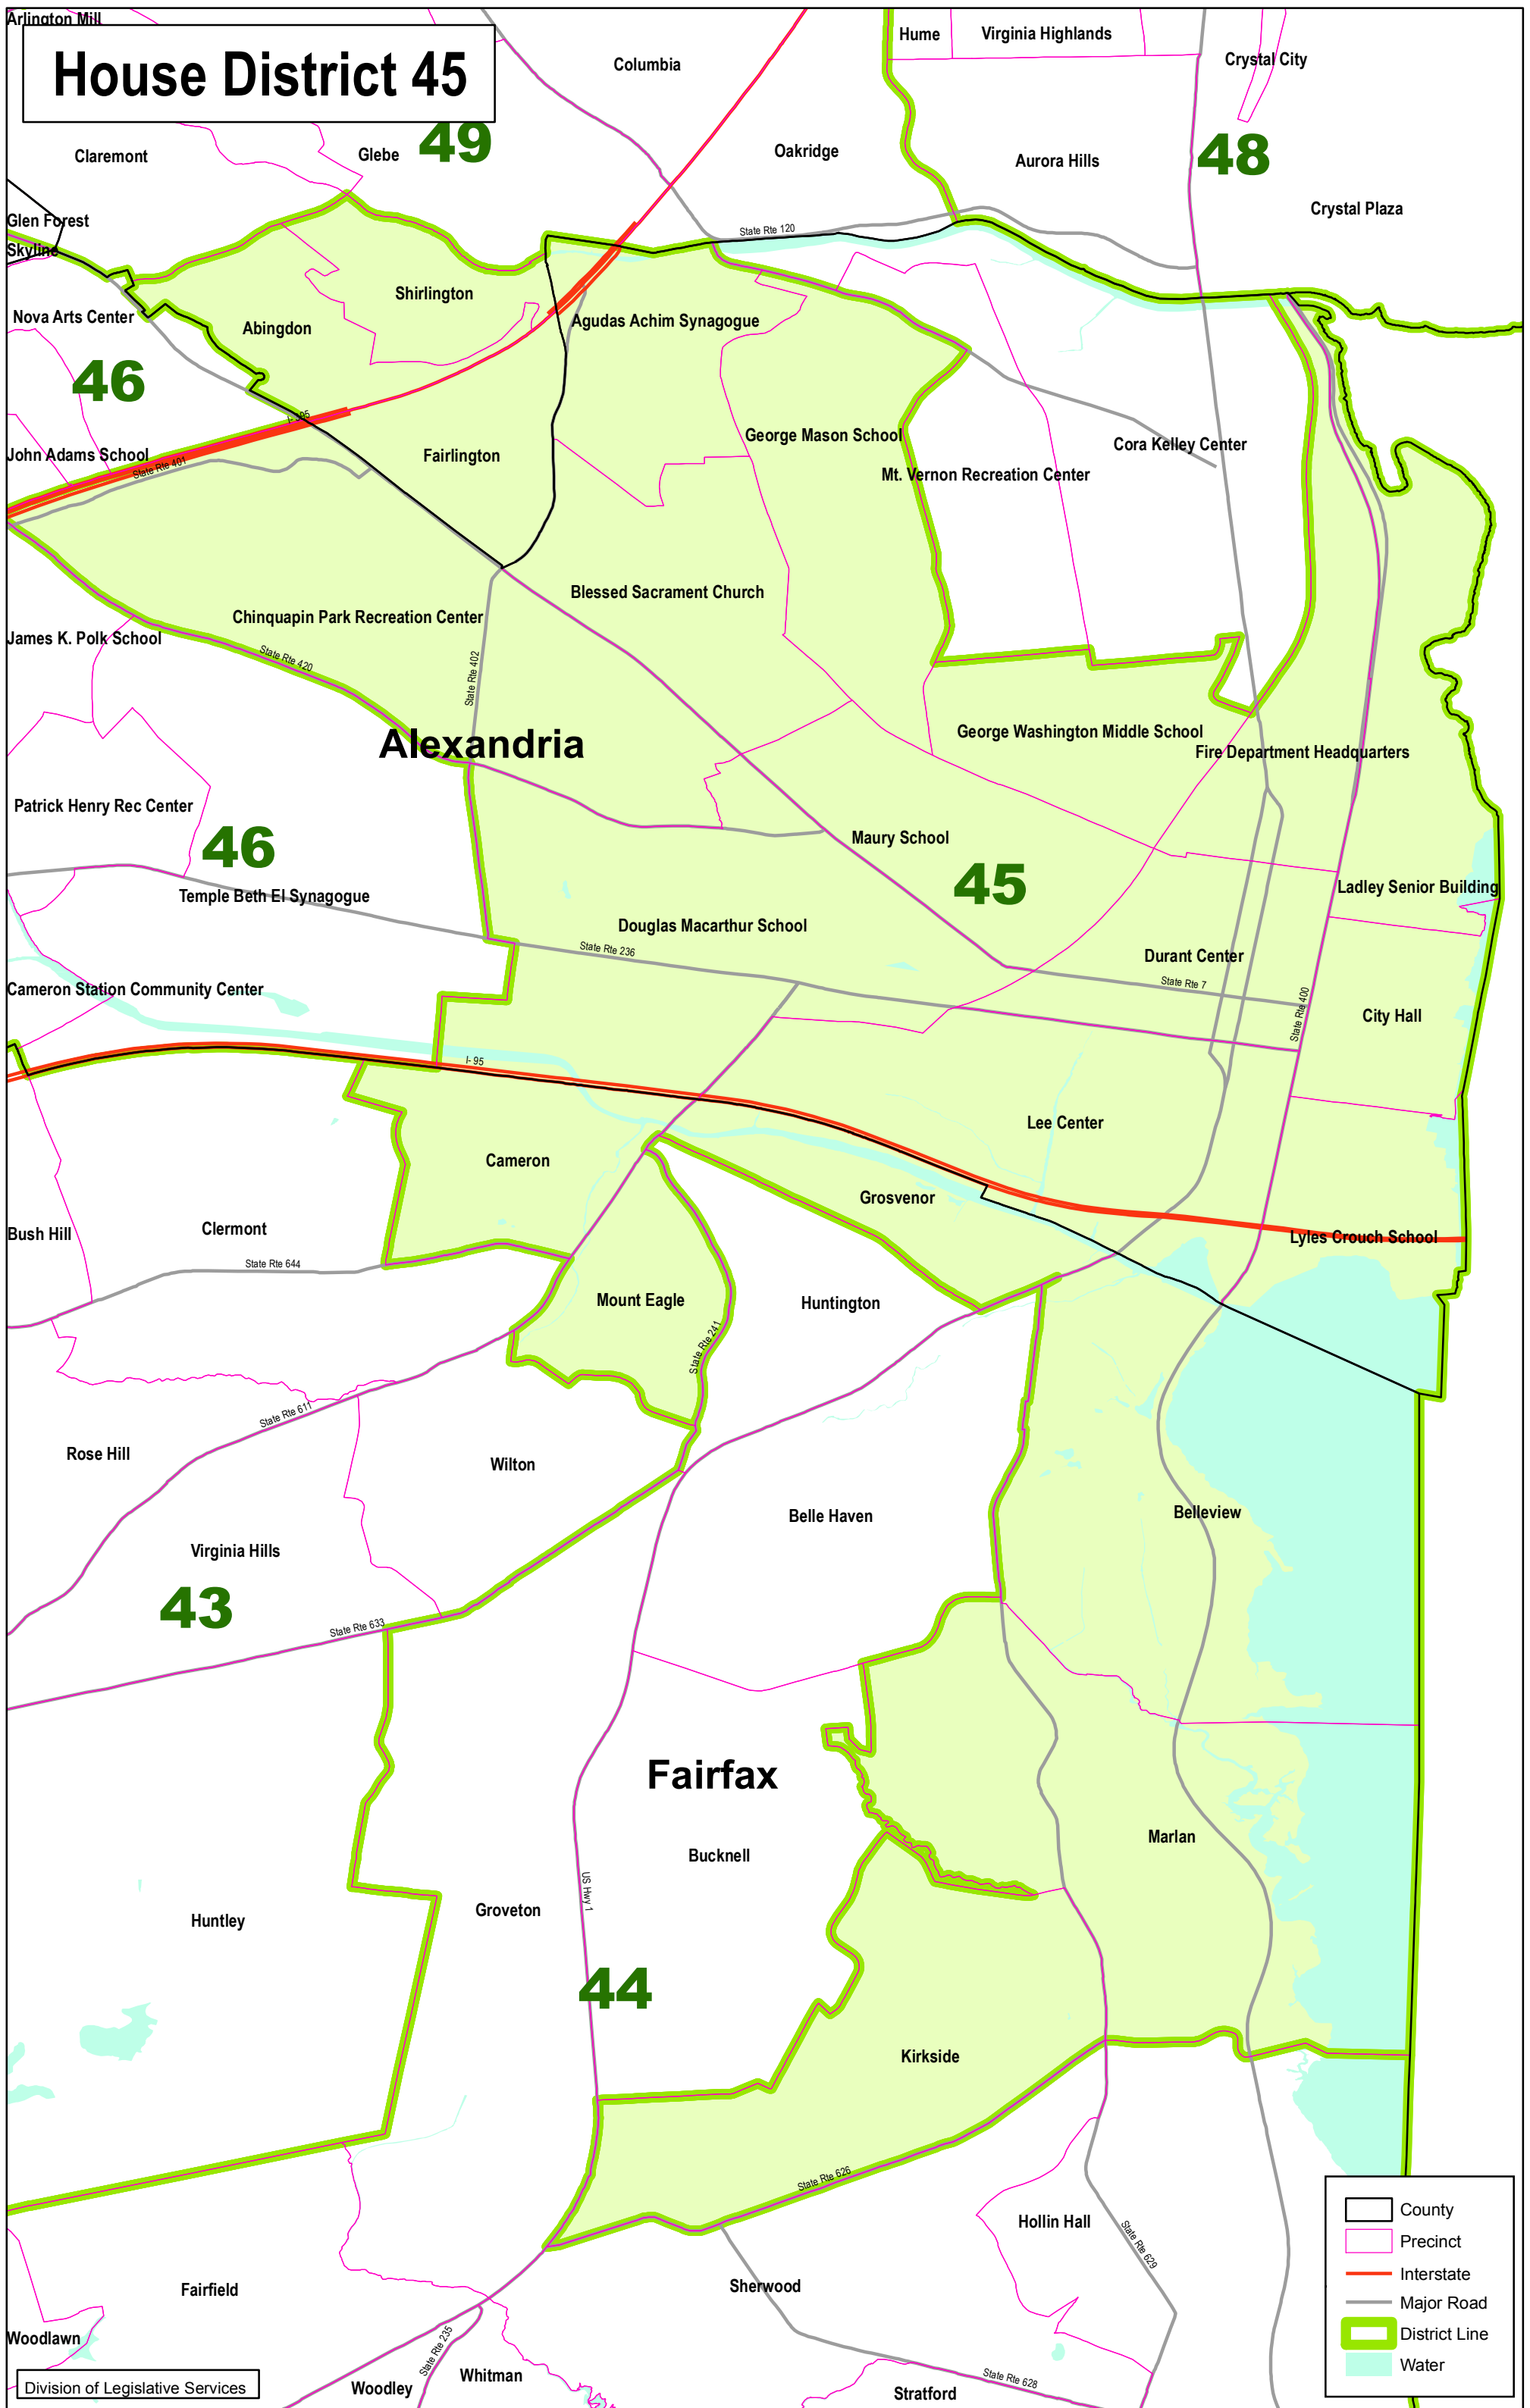 Arlington Mill
House District 45
Columbia
Hume
Virginia Highlands
Crystal City
49
48
Claremont
Glebe
Oakridge
Aurora Hills
Crystal Plaza
Glen Forest
Skyline
State Rte 120
Shirlington
Nova Arts Center
Abingdon
Agudas Achim Synagogue
46
I- 395
George Mason School
Cora Kelley Center
John Adams School
State Rte 401
Fairlington
Mt. Vernon Recreation Center
Blessed Sacrament Church
Chinquapin Park Recreation Center
James K. Polk School
State Rte 420
State Rte 402
Alexandria
George Washington Middle School
Fire Department Headquarters
Patrick Henry Rec Center
46
Maury School
45
Temple Beth El Synagogue
Ladley Senior Building
Douglas Macarthur School
State Rte 236
Durant Center
State Rte 7
State Rte 400
Cameron Station Community Center
City Hall
I- 95
Lee Center
Cameron
Grosvenor
Bush Hill
Clermont
Lyles Crouch School
State Rte 644
Mount Eagle
Huntington
State Rte 241
State Rte 611
Rose Hill
Wilton
Belle Haven
Belleview
Virginia Hills
43
State Rte 633
Fairfax
Marlan
Bucknell
US Hwy 1
Groveton
Huntley
44
Kirkside
State Rte 626
Hollin Hall
State Rte 629
Fairfield
Sherwood
Woodlawn
State Rte 235
Whitman
Woodley
State Rte 628
Stratford
County
Precinct
Interstate
Major Road
District Line
Water
Division of Legislative Services